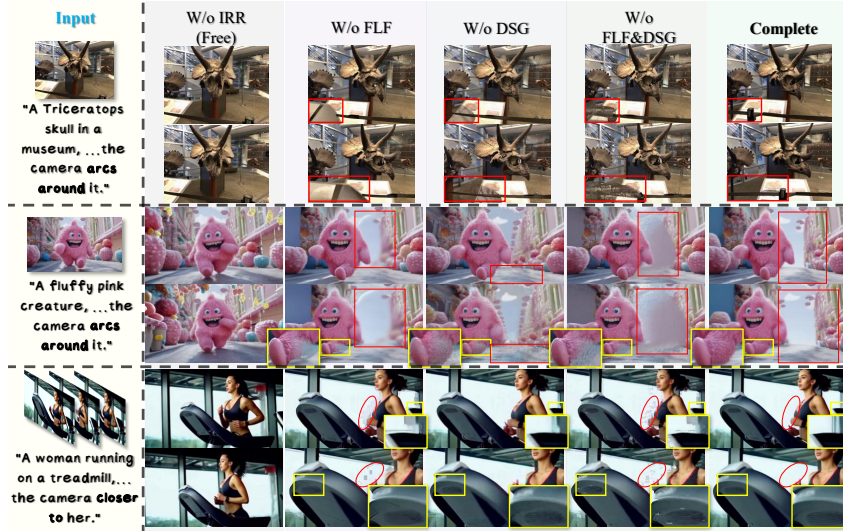 Input
W/o IRR
(Free)
W/o FLF
W/o DSG
W/o
FLF&DSG
Complete
"A Triceratops
skull in a
museum, ...the
camera arcs
around it."
"A fluffy pink
creature, ...the
camera arcs
around it."
"A woman running
on a treadmill,...
the camera closer
to her."